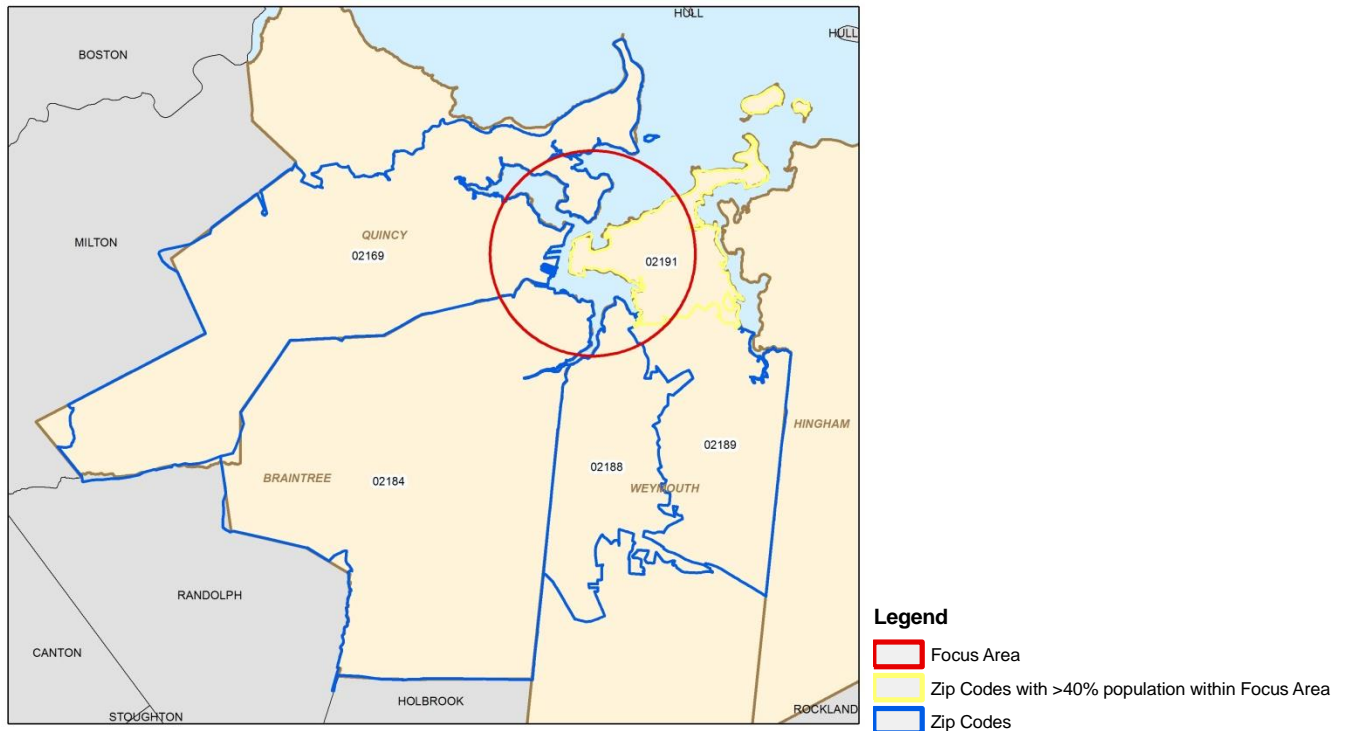 HULL
HULL
BOSTON
MILTON
QUINCY
02169
02191
HINGHAM
02189
02188
WEYMOUTH
BRAINTREE
02184
RANDOLPH
CANTON
HOLBROOK
STOUGHTON
ROCKLAND
Legend
Focus Area
Zip Codes with >40% population within Focus Area
Zip Codes